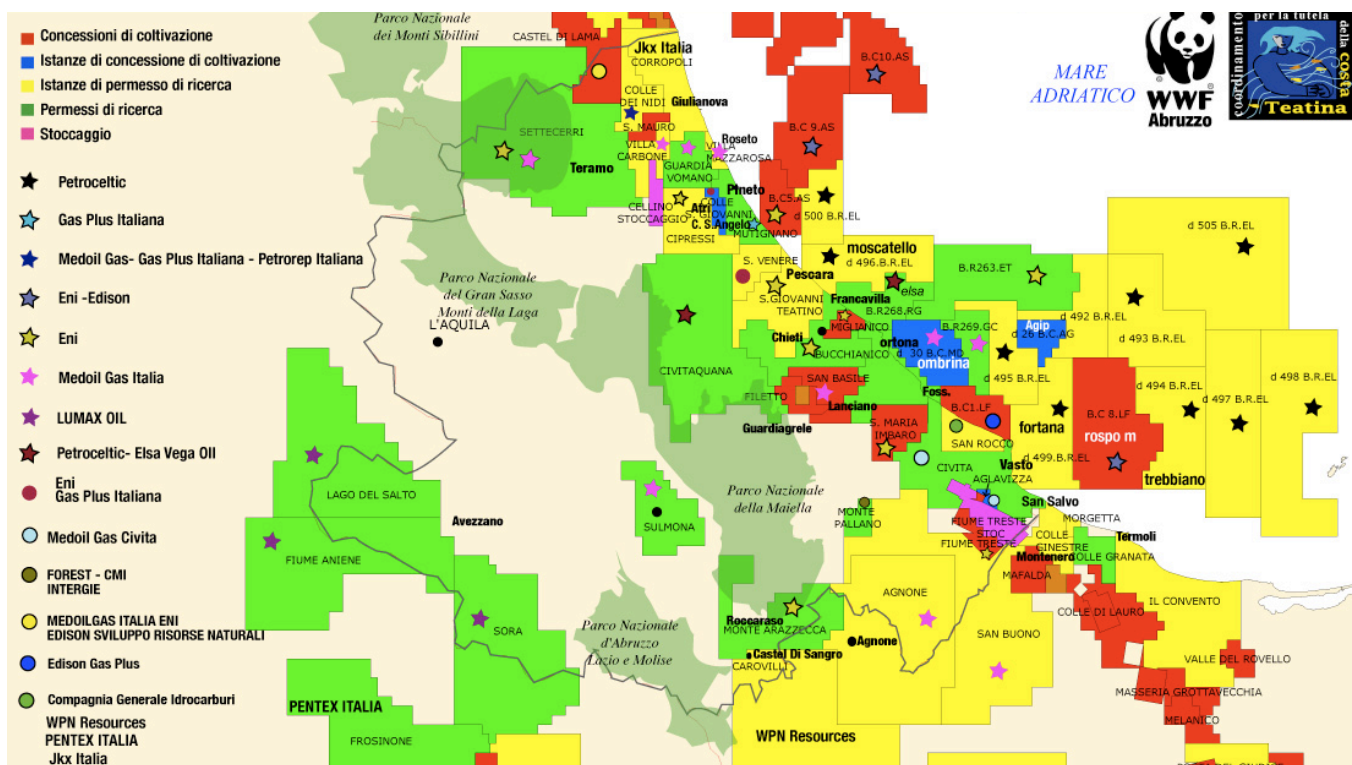 Concessioni di coltivazione
Istanze di concessione di coltivazione
Istanze di permesso di ricerca
Permessi di ricerca
Stoccaggio
Petroceltic
Gas Plus Italiana
Medoil Gas- Gas Plus Italiana - Petrorep Italiana
Eni -Edison
Eni
Medoil Gas Italia
LUMAX OIL
Petroceltic- Elsa Vega OIl
Eni
Gas Plus Italiana
Medoil Gas Civita
FOREST - CMI
INTERGIE
MEDOILGAS ITALIA ENI
EDISON SVILUPPO RISORSE NATURALI
Edison Gas Plus
Compagnia Generale Idrocarburi
WPN Resources
PENTEX ITALIA
Jkx Italia
Parco Nazionale
dei Monti Sibillini
CASTEL DI LAMA
Jkx Italia
CORROPOLI
COLLE
DEI NIDI
Giulianova
S. MAURO
SETTECERRI
VILLA
CARBONE
VILLA
MAZZAROSA
Roseto
GUARDIA
VOMANO
Teramo
CELLINO
STOCCAGGIO
Pineto
Atri
COLLE
S. GIOVANNI
C. S.Angelo
MUTIGNANO
CIPRESSI
B.C10.AS
B.C 9.AS
B.C5.AS
d 500 B.R.EL
MARE
ADRIATICO
WWF
Abruzzo
coordinamento
per la tutela
della costa
Teatina
d 505 B.R.EL
moscatello
d 496.B.R.EL
B.R263.ET
elsa
S. VENERE
Pescara
S.GIOVANNI
TEATINO
Francavilla
B.R268.RG
MIGLIANICO
Chieti
BUCCHIANICO
ortona
d 30 B.C.MD
ombrina
B.R269.GC
Agip
d 26 B.C.AG
d 492 B.R.EL
d 493 B.R.EL
d 495 B.R.EL
d 494 B.R.EL
d 497 B.R.EL
d 498 B.R.EL
Parco Nazionale
del Gran Sasso
Monti della Laga
L'AQUILA
CIVITAQUANA
FILETTO
SAN BASILE
Lanciano
Guardiagrele
Foss.
B.C1.LF
S. MARIA
IMBARO
SAN ROCCO
fortana
B.C 8.LF
rospo m
d 499.B.R.EL
trebbiano
CIVITA
Vasto
AGLAVIZZA
San Salvo
Parco Nazionale
della Maiella
MONTE
PALLANO
FIUME TRESTE
STOC
FIUME TRESTE
MORGETTA
COLLE
GINESTRE
Termoli
COLLE GRANATA
Montenero
MAFALDA
COLLE DI LAURO
IL CONVENTO
LAGO DEL SALTO
Avezzano
FIUME ANIENE
SULMONA
SORA
Parco Nazionale
d'Abruzzo
Lazio e Molise
Roccaraso
MONTE ARAZZECCA
Castel Di Sangro
CAROVILLI
AGNONE
Agnone
SAN BUONO
VALLE DEL ROVELLO
MASSERIA GROTTAVECCHIA
MELANICO
PENTEX ITALIA
FROSINONE
WPN Resources